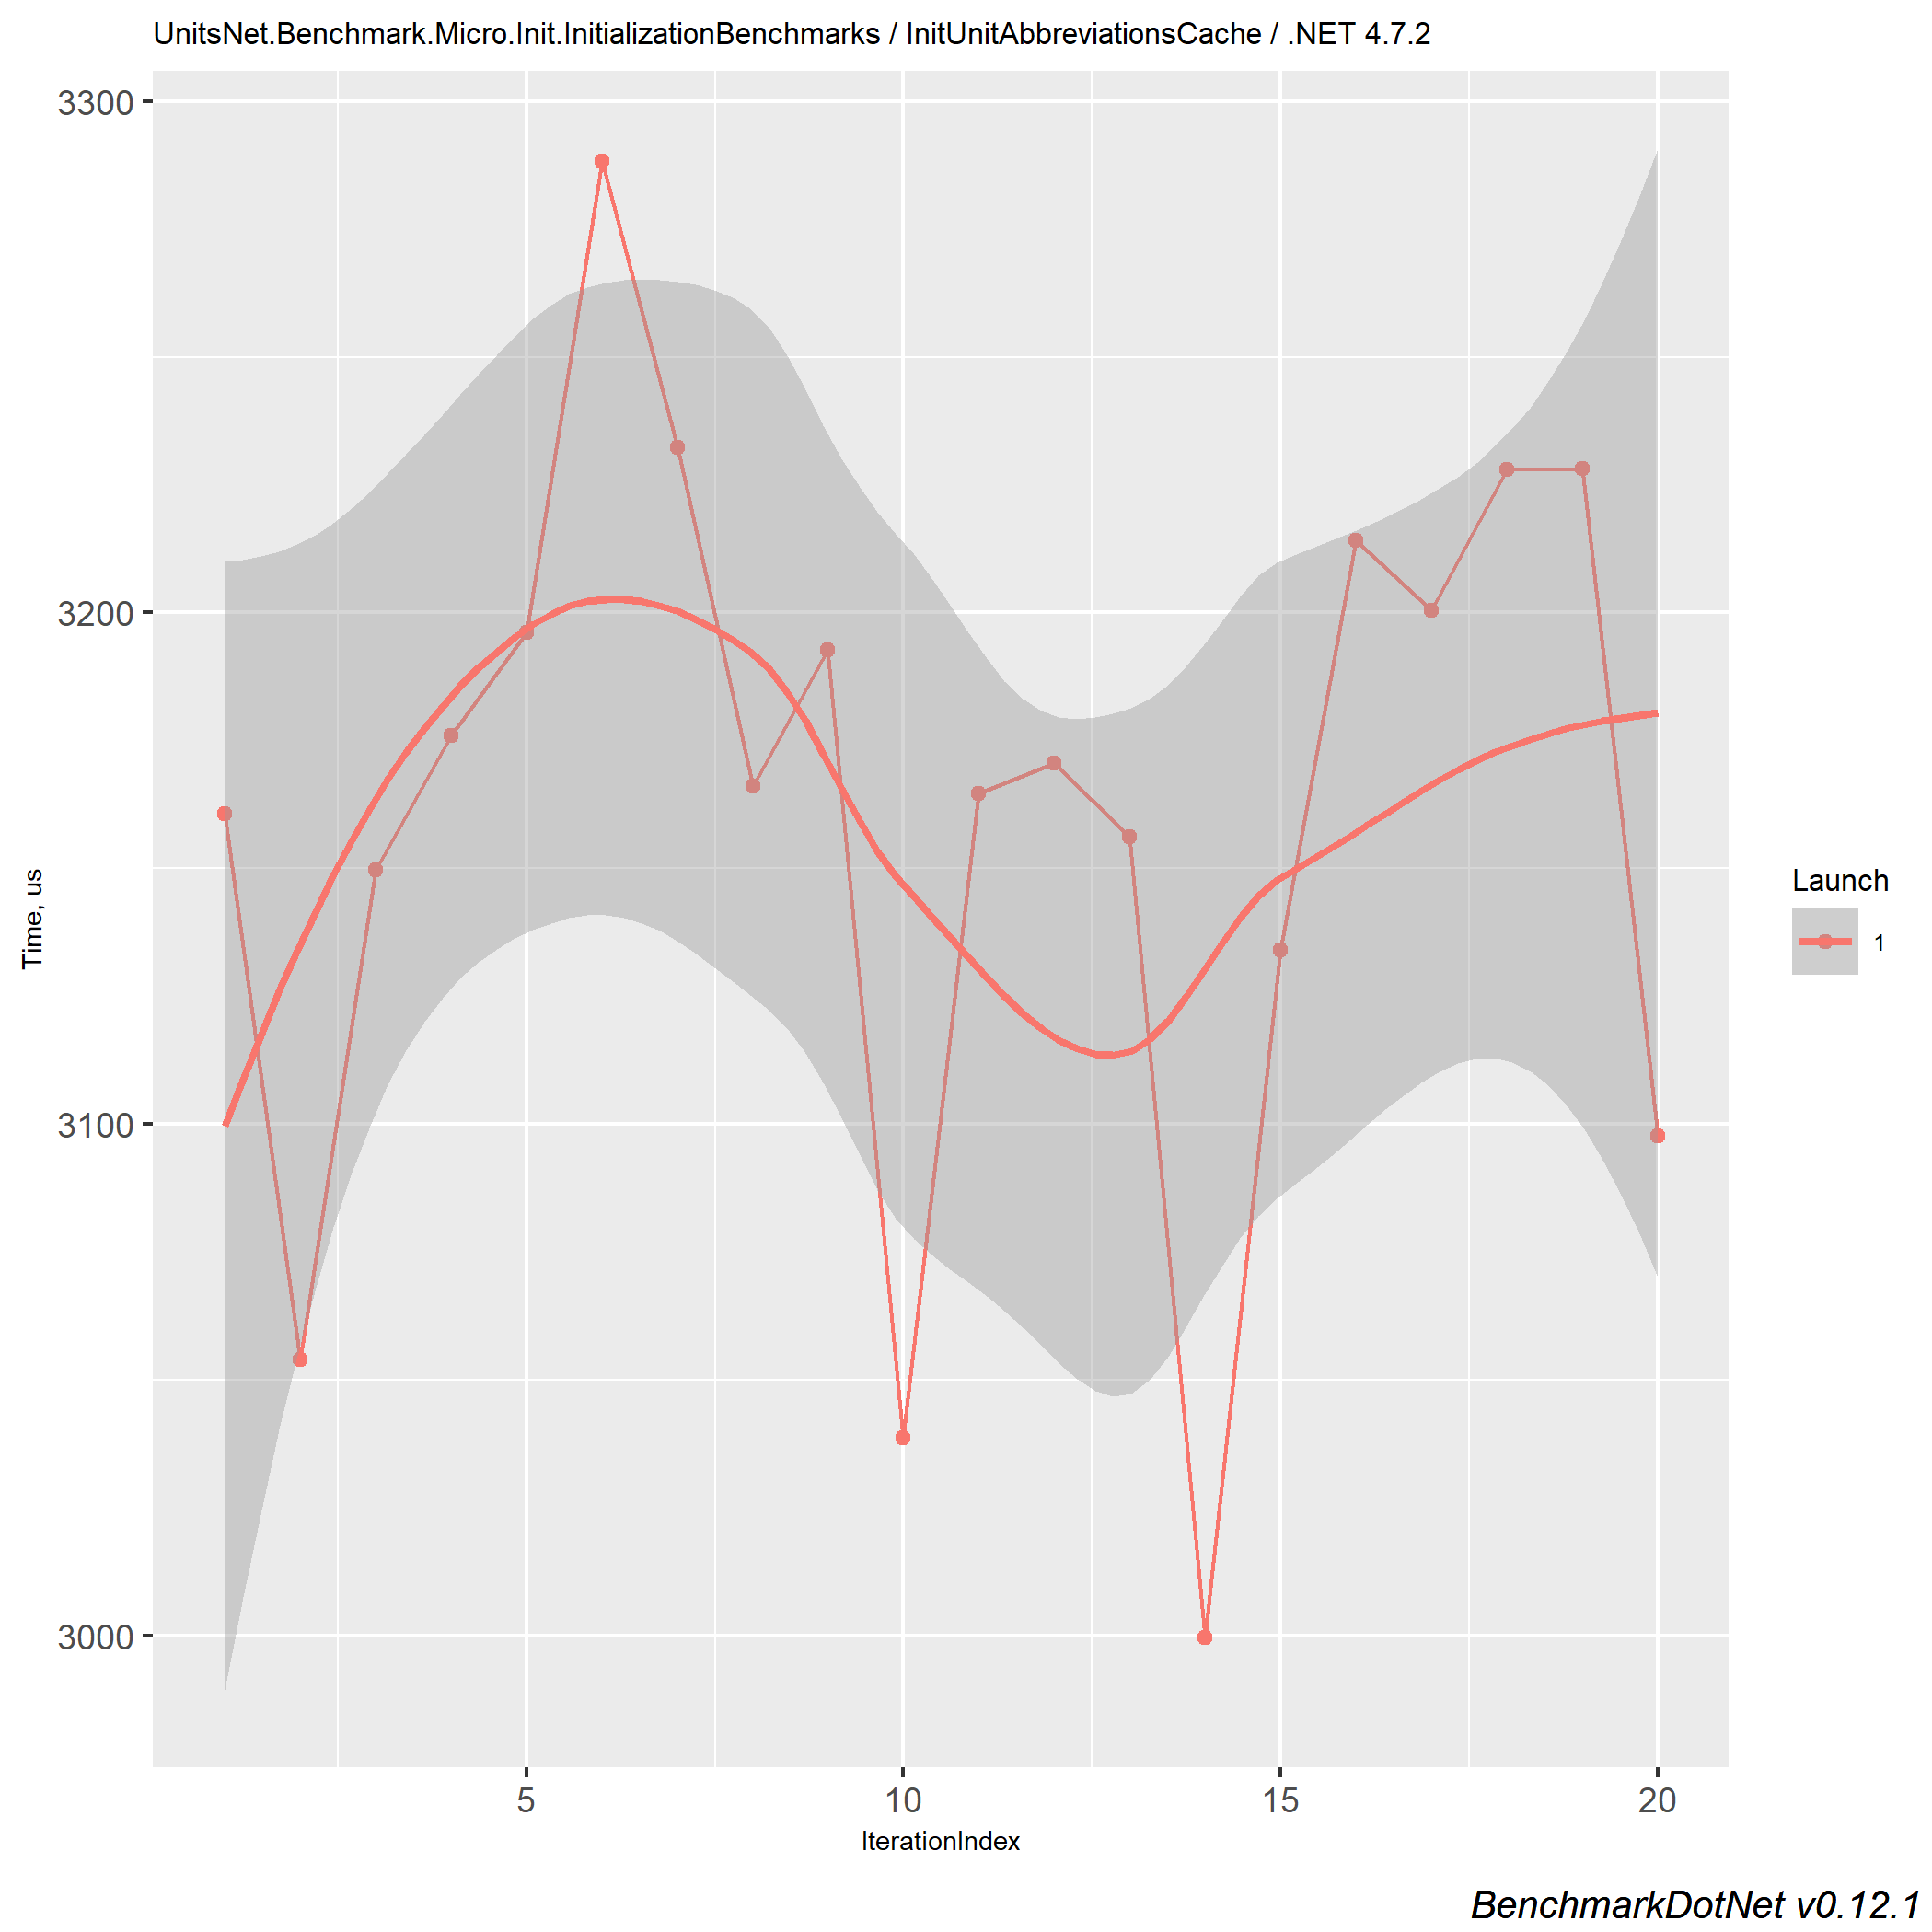 UnitsNet.Benchmark.Micro.Init.InitializationBenchmarks / InitUnitAbbreviationsCache / .NET 4.7.2
3300
3200
3100
3000
Time, us
5
10
15
20
IterationIndex
Launch
1
BenchmarkDotNet v0.12.1